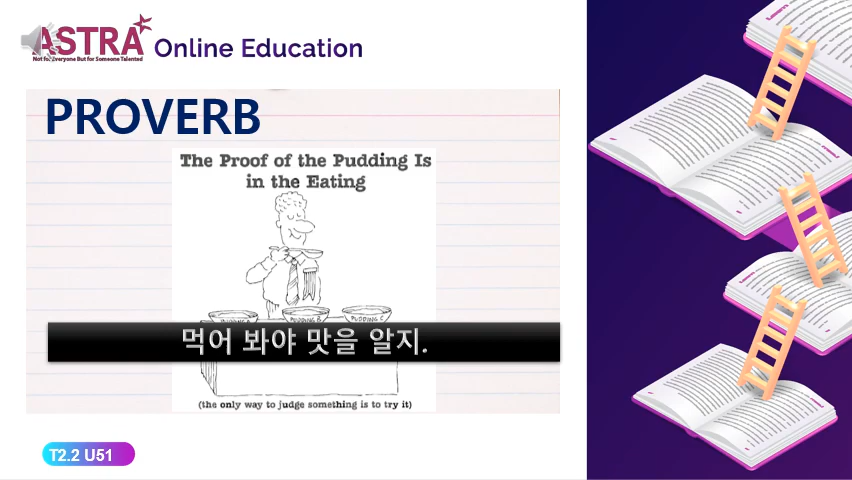 ASTRA
Not for Everyone But for Someone Talented
Online Education
PROVERB
The Proof of the Pudding Is
in the Eating
PUDDING C
먹어 봐야 맛을 알지.
(the only way to judge something is to try it)
T2.2 U51